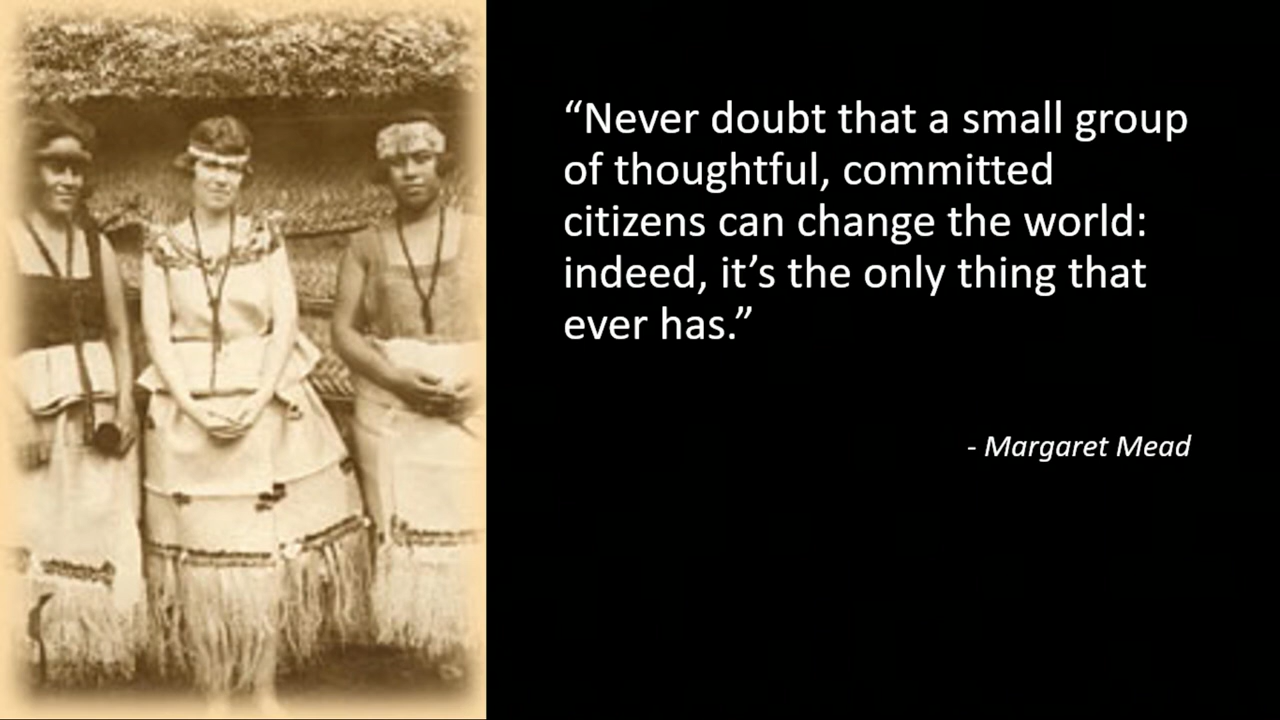 “Never doubt that a small group
of thoughtful, committed
citizens can change the world:
indeed, it’s the only thing that
ever has.”
- Margaret Mead